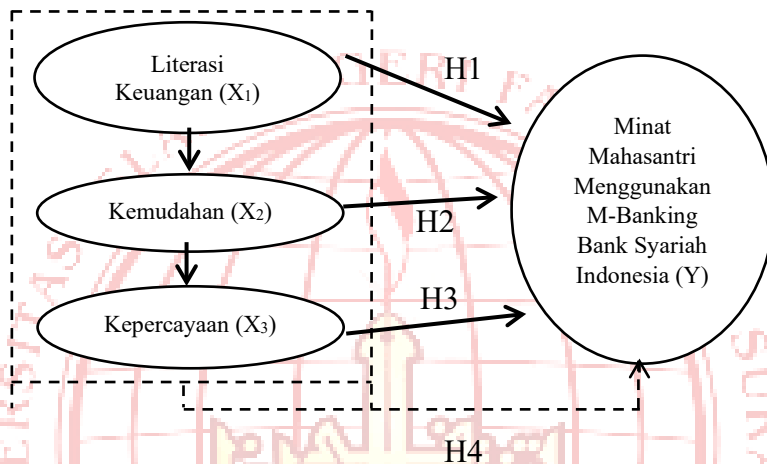 Literasi
Keuangan (X1)
H1
Kemudahan (X2)
H2
Kepercayaan (X3)
H3
Minat
Mahasantri
Menggunakan
M-Banking
Bank Syariah
Indonesia (Y)
H4